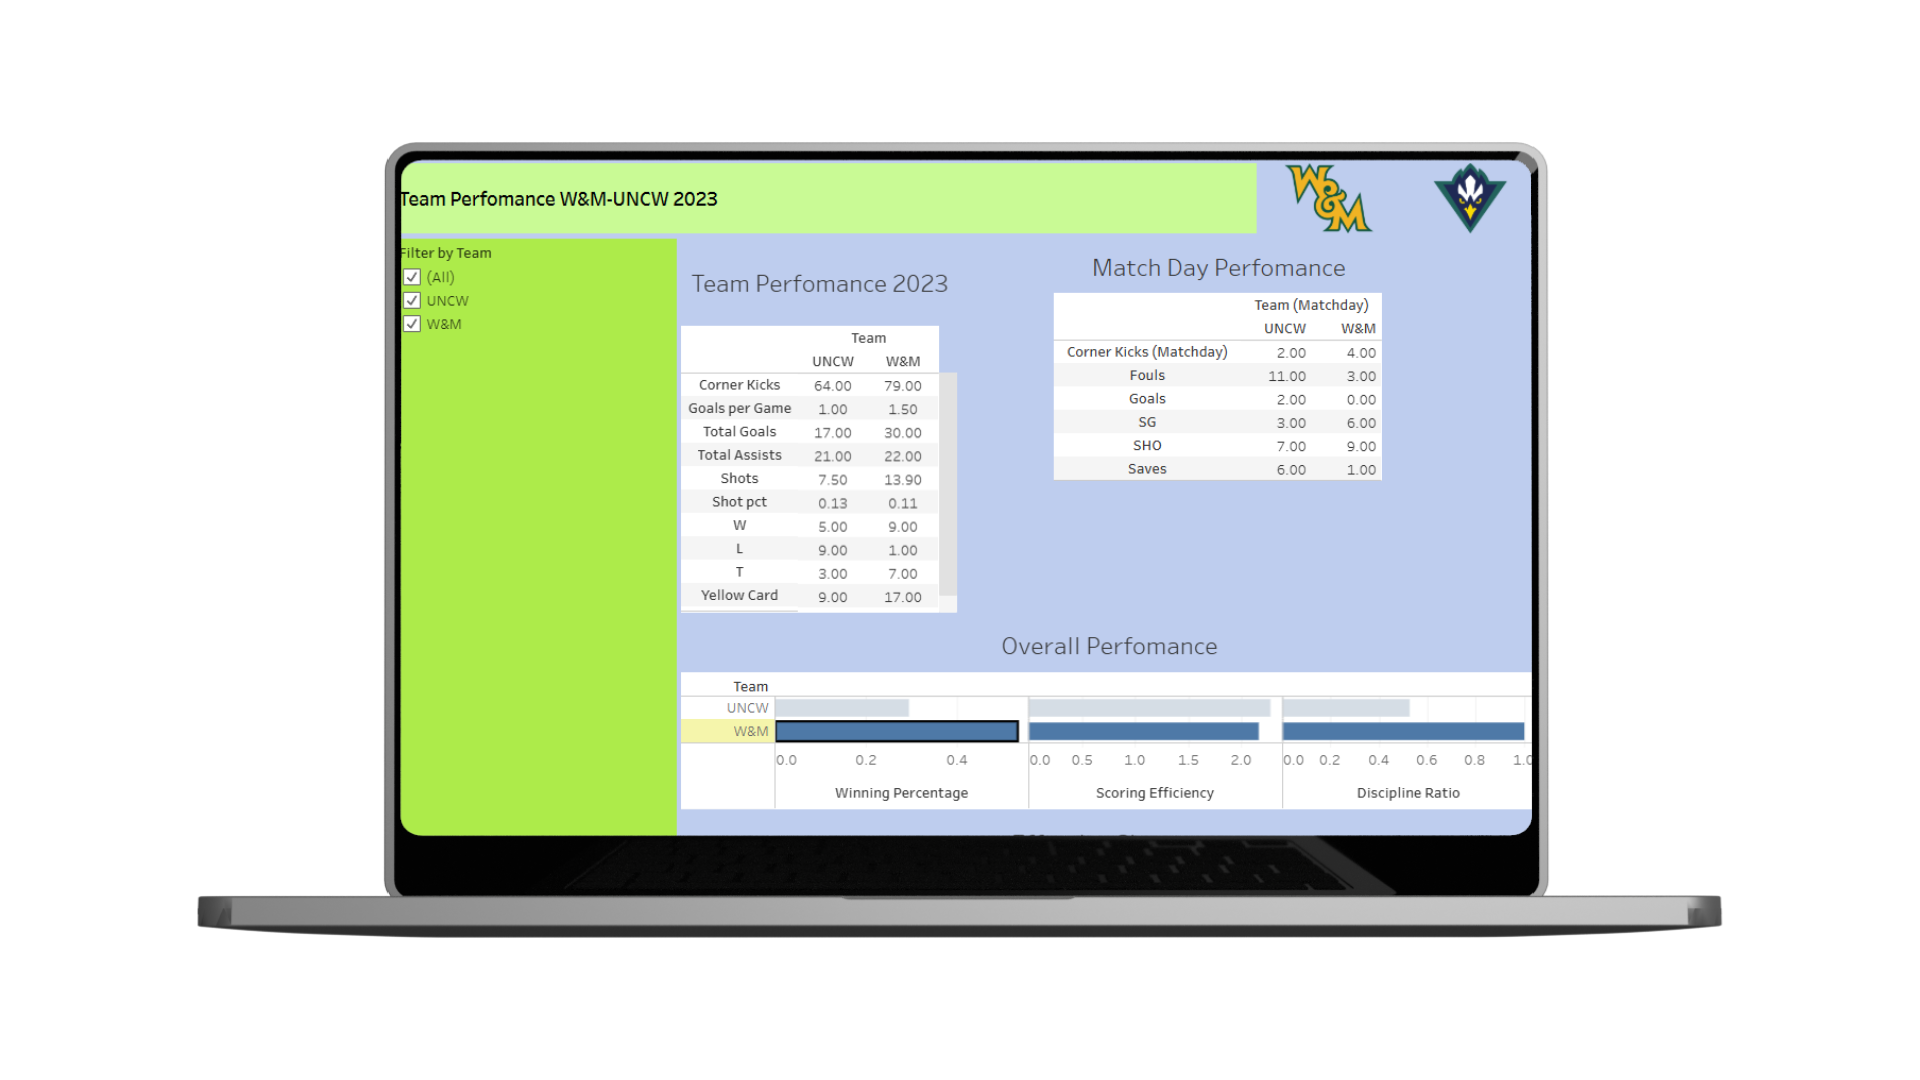 Team Perfomance W&M-UNCW 2023
W&M
Filter by Team
(All)
UNCW
W&M
Team Perfomance 2023
Team
UNCW W&M
Corner Kicks 64.00 79.00
Goals per Game 1.00 1.50
Total Goals 17.00 30.00
Total Assists 21.00 22.00
Shots 7.50 13.90
Shot pct 0.13 0.11
W 5.00 9.00
L 9.00 1.00
T 3.00 7.00
Yellow Card 9.00 17.00
Match Day Perfomance
Team (Matchday)
UNCW W&M
Corner Kicks (Matchday) 2.00 4.00
Fouls 11.00 3.00
Goals 2.00 0.00
SG 3.00 6.00
SHO 7.00 9.00
Saves 6.00 1.00
Overall Perfomance
Team
UNCW
W&M
0.0 0.2 0.4 0.0 0.5 1.0 1.5 2.0 0.0 0.2 0.4 0.6 0.8 1.0
Winning Percentage Scoring Efficiency Discipline Ratio